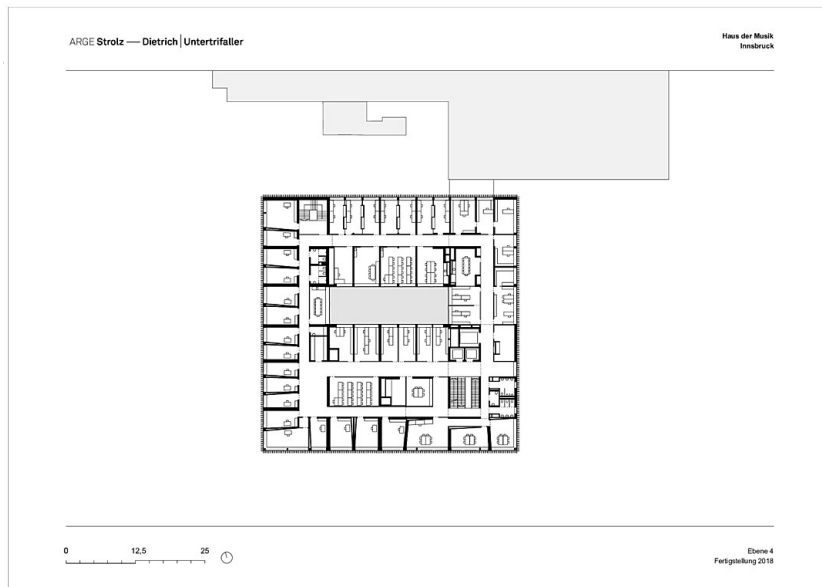 ARGE Strolz — Dietrich | Untertrifaller
Haus der Musik
Innsbruck
0 12,5 25
Ebene 4
Fertigstellung 2018